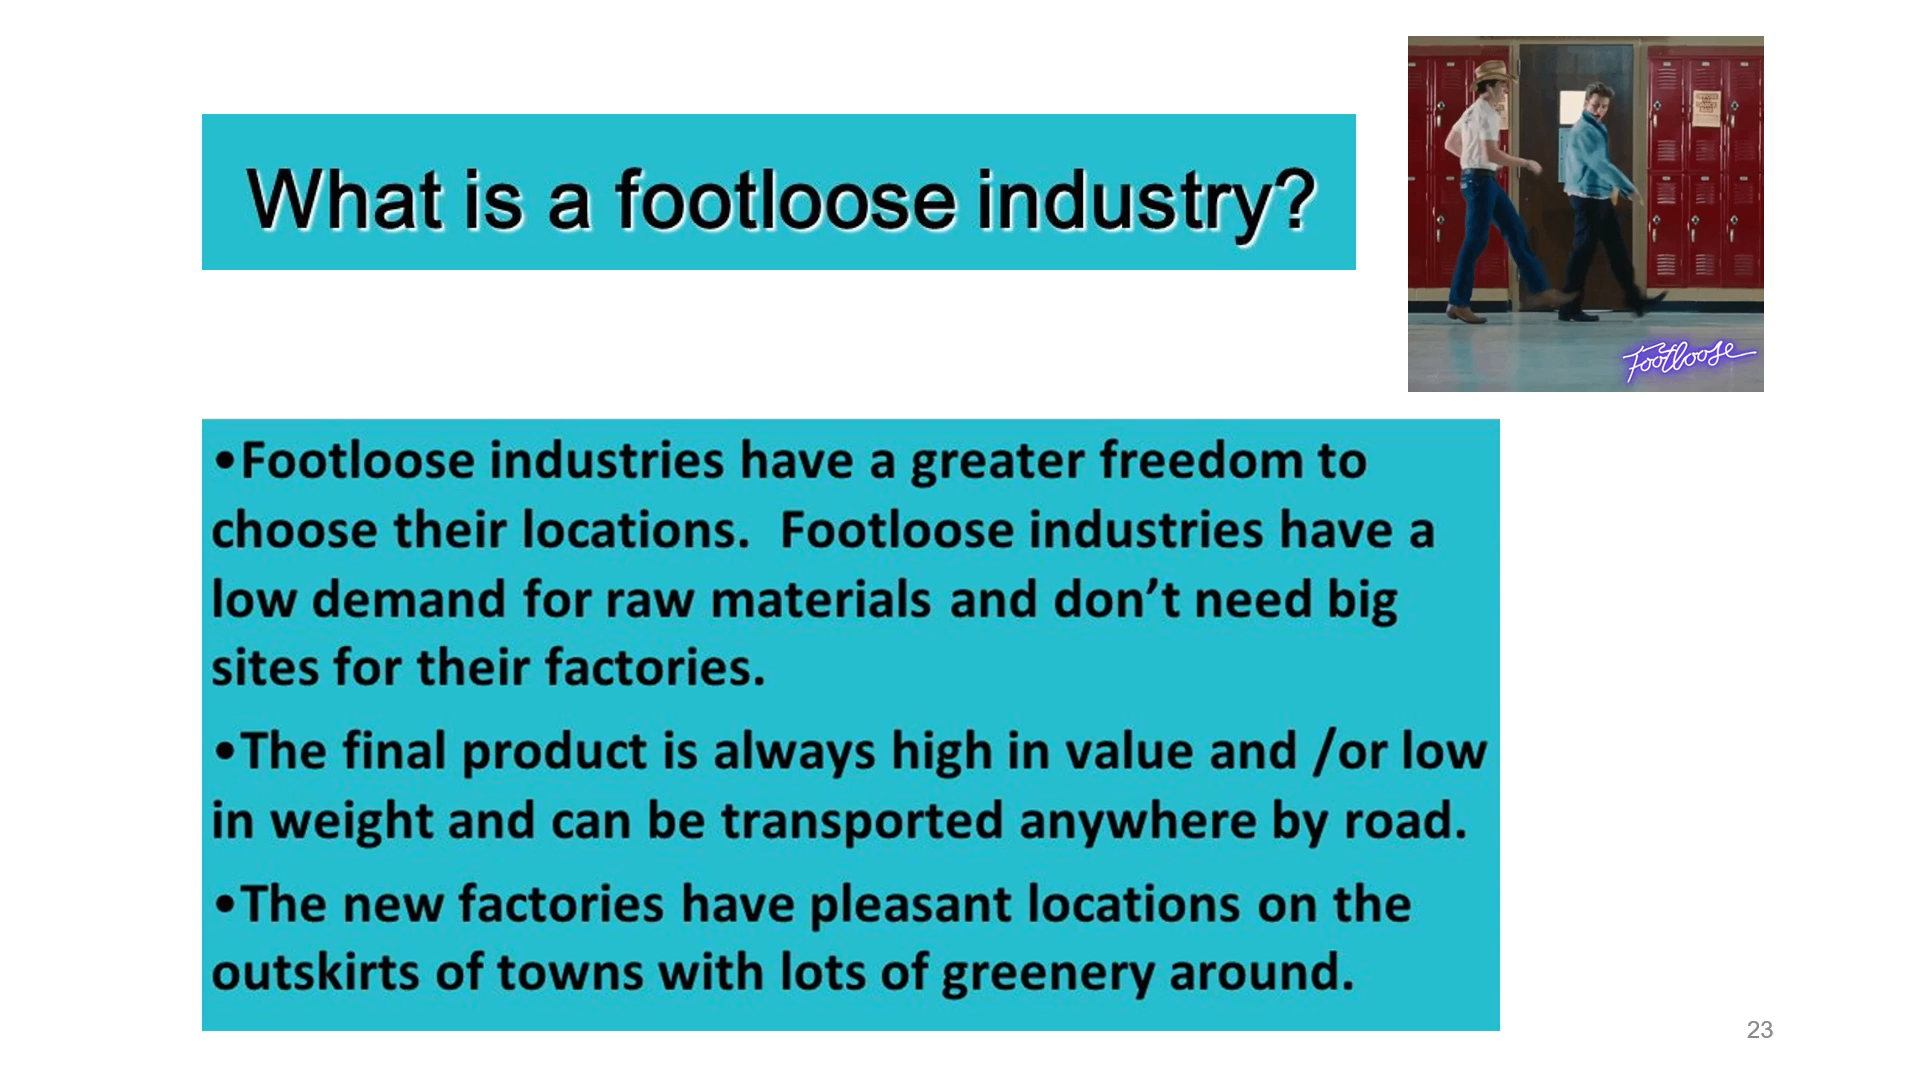 What is a footloose industry?
Footloose
•Footloose industries have a greater freedom to
choose their locations.  Footloose industries have a
low demand for raw materials and don’t need big
sites for their factories.
•The final product is always high in value and /or low
in weight and can be transported anywhere by road.
•The new factories have pleasant locations on the
outskirts of towns with lots of greenery around.
23